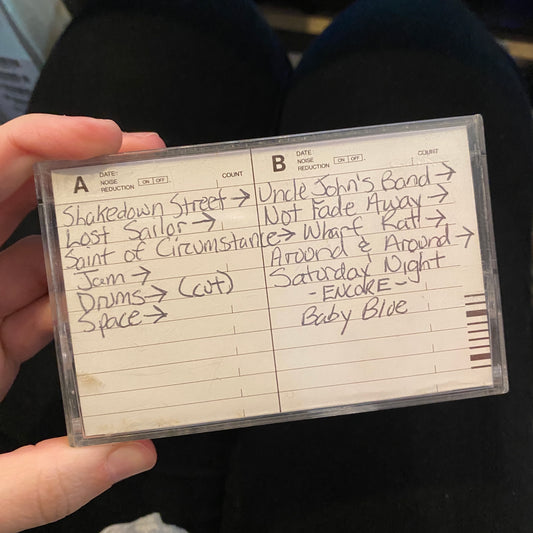 A DATE: NOISE REDUCTION ON OFF COUNT
Shakedown Street →
Lost Sailor →
Saint of Circumstance →
Jam →
Drums → (cut)
Space →
B DATE: NOISE REDUCTION ON OFF COUNT
Uncle John's Band →
Not Fade Away →
Wharf Rat →
Around & Around →
Saturday Night
- ENCORE -
Baby Blue